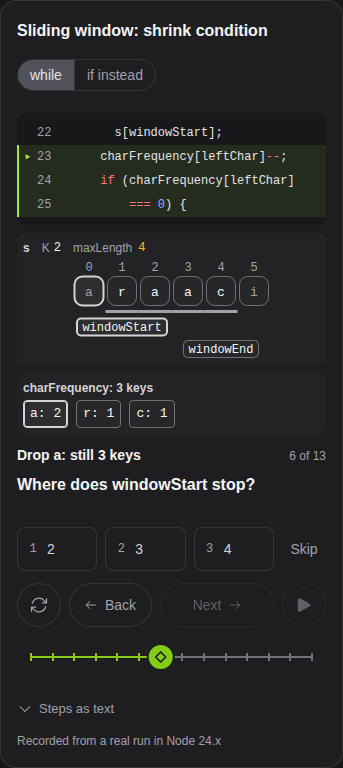 Sliding window: shrink condition
while if instead
22 s[windowStart];
▸ 23 charFrequency[leftChar]--;
24 if (charFrequency[leftChar]
25 === 0) {
s K 2 maxLength 4
0 1 2 3 4 5
a r a a c i
windowStart
windowEnd
charFrequency: 3 keys
a: 2 r: 1 c: 1
Drop a: still 3 keys 6 of 13
Where does windowStart stop?
1 2 2 3 3 4 Skip
← Back Next →
Steps as text
Recorded from a real run in Node 24.x